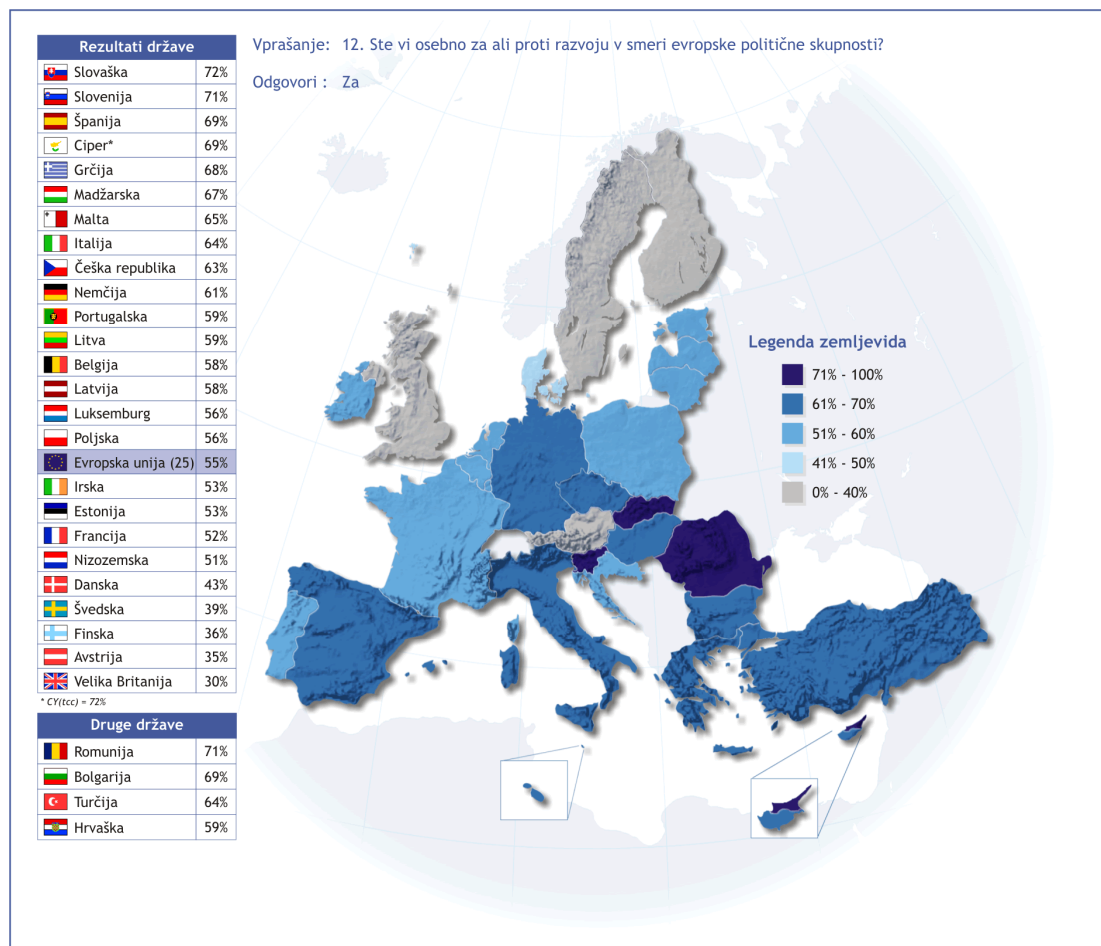 Rezultati države
Slovaška 72%
Slovenija 71%
Španija 69%
Ciper* 69%
Grčija 68%
Madžarska 67%
Malta 65%
Italija 64%
Češka republika 63%
Nemčija 61%
Portugalska 59%
Litva 59%
Belgija 58%
Latvija 58%
Luksemburg 56%
Poljska 56%
Evropska unija (25) 55%
Irska 53%
Estonija 53%
Francija 52%
Nizozemska 51%
Danska 43%
Švedska 39%
Finska 36%
Avstrija 35%
Velika Britanija 30%
* CY(tcc) = 72%
Druge države
Romunija 71%
Bolgarija 69%
Turčija 64%
Hrvaška 59%
Vprašanje: 12. Ste vi osebno za ali proti razvoju v smeri evropske politične skupnosti?
Odgovori : Za
Legenda zemljevida
71% - 100%
61% - 70%
51% - 60%
41% - 50%
0% - 40%